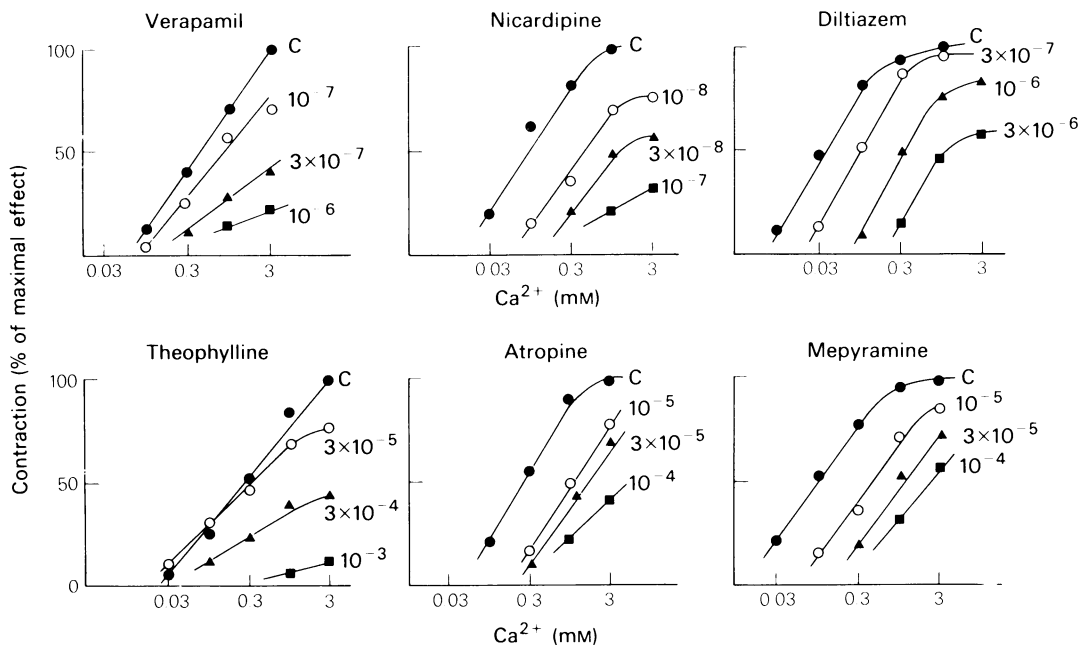 Verapamil
Nicardipine
Diltiazem
Contraction (% of maximal effect)
100
50
C
10⁻⁷
3×10⁻⁷
10⁻⁶
0 03
0.3
3
C
10⁻⁸
3×10⁻⁸
10⁻⁷
0 03
0.3
3
C
3×10⁻⁷
10⁻⁶
3×10⁻⁶
0 03
0.3
3
Ca²⁺ (mM)
Theophylline
Atropine
Mepyramine
100
50
0
C
3×10⁻⁵
3×10⁻⁴
10⁻³
0 03
0.3
3
C
10⁻⁵
3×10⁻⁵
10⁻⁴
0 03
0.3
3
C
10⁻⁵
3×10⁻⁵
10⁻⁴
0 03
0.3
3
Ca²⁺ (mM)